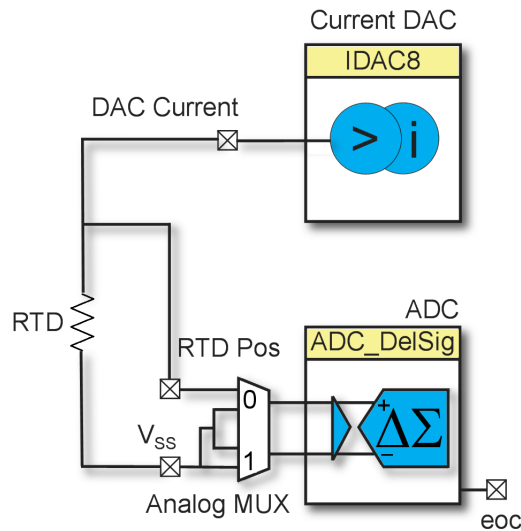 Current DAC
IDAC8
DAC Current
> i
ADC
RTD
RTD Pos
ADC_DelSig
0
+
ΔΣ
VSS
1
−
Analog MUX
eoc